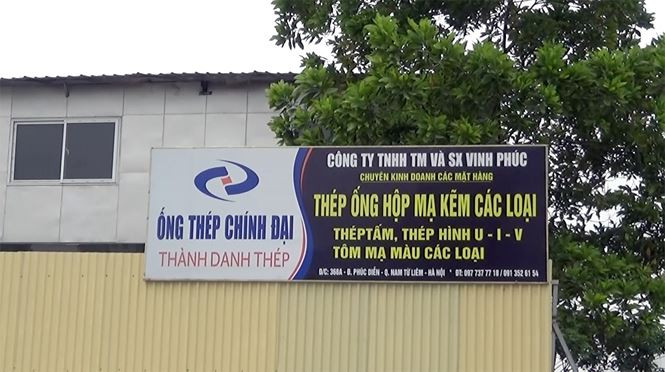 ỐNG THÉP CHÍNH ĐẠI
THÀNH DANH THÉP
CÔNG TY TNHH TM VÀ SX VINH PHÚC
CHUYÊN KINH DOANH CÁC MẶT HÀNG
THÉP ỐNG HỘP MẠ KẼM CÁC LOẠI
THÉPTẤM, THÉP HÌNH U - I - V
TÔM MẠ MÀU CÁC LOẠI
Đ/C: 368A - Đ. PHÚC DIỄN - Q. NAM TỪ LIÊM - HÀ NỘI * ĐT: 097 737 77 18 / 091 352 61 54